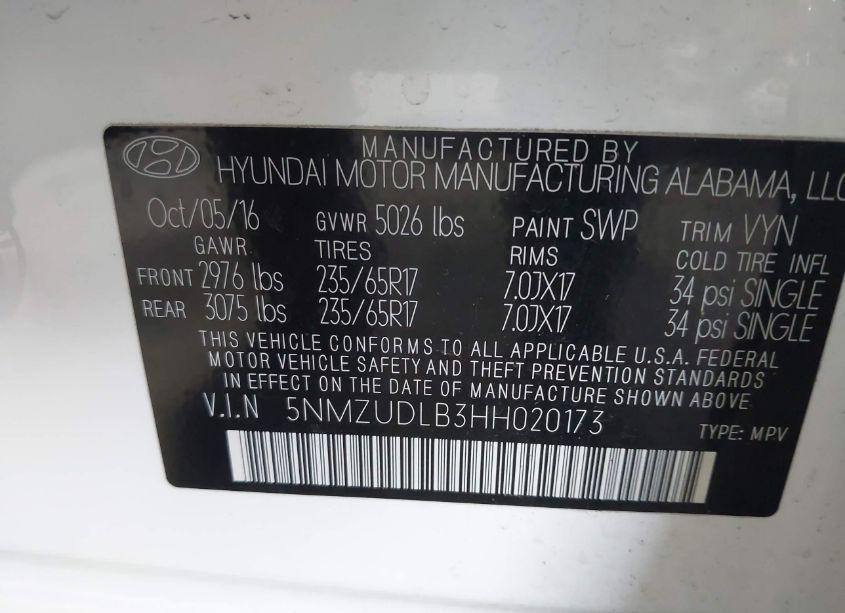 MANUFACTURED BY
HYUNDAI MOTOR MANUFACTURING ALABAMA, LLC
Oct/05/16 GVWR 5026 lbs PAINT SWP TRIM VYN
GAWR TIRES RIMS COLD TIRE INFL
FRONT 2976 lbs 235/65R17 7.0JX17 34 psi SINGLE
REAR 3075 lbs 235/65R17 7.0JX17 34 psi SINGLE
THIS VEHICLE CONFORMS TO ALL APPLICABLE U.S.A. FEDERAL
MOTOR VEHICLE SAFETY AND THEFT PREVENTION STANDARDS
IN EFFECT ON THE DATE OF MANUFACTURE SHOWN ABOVE
V.I.N 5NMZUDLB3HH020173 TYPE: MPV